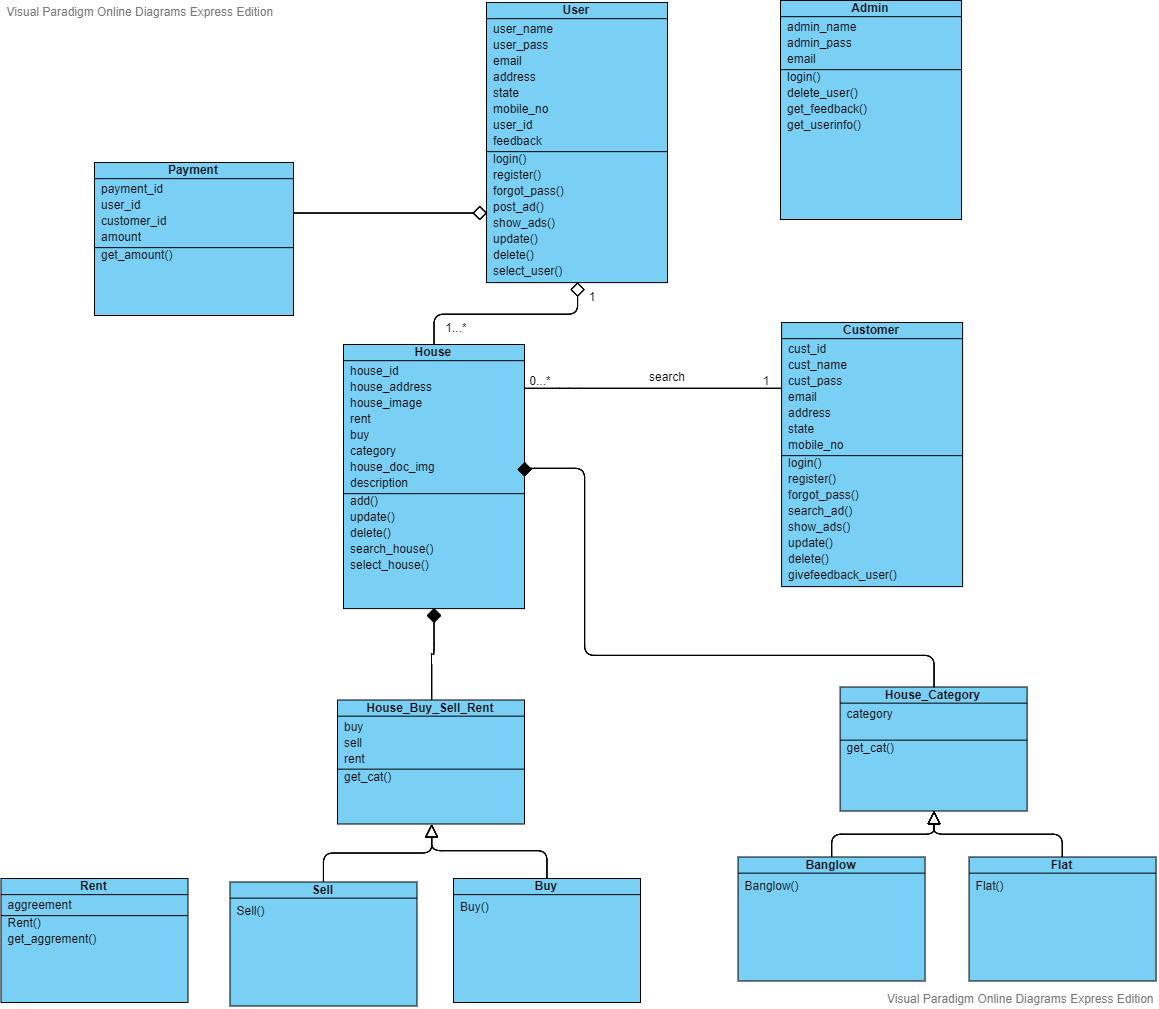 Visual Paradigm Online Diagrams Express Edition
User
user_name
user_pass
email
address
state
mobile_no
user_id
feedback
login()
register()
forgot_pass()
post_ad()
show_ads()
update()
delete()
select_user()
Admin
admin_name
admin_pass
email
login()
delete_user()
get_feedback()
get_userinfo()
Payment
payment_id
user_id
customer_id
amount
get_amount()
1
1...*
House
house_id
house_address
house_image
rent
buy
category
house_doc_img
description
add()
update()
delete()
search_house()
select_house()
0...*
search
1
Customer
cust_id
cust_name
cust_pass
email
address
state
mobile_no
login()
register()
forgot_pass()
search_ad()
show_ads()
update()
delete()
givefeedback_user()
House_Buy_Sell_Rent
buy
sell
rent
get_cat()
House_Category
category
get_cat()
Rent
aggreement
Rent()
get_aggrement()
Sell
Sell()
Buy
Buy()
Banglow
Banglow()
Flat
Flat()
Visual Paradigm Online Diagrams Express Edition